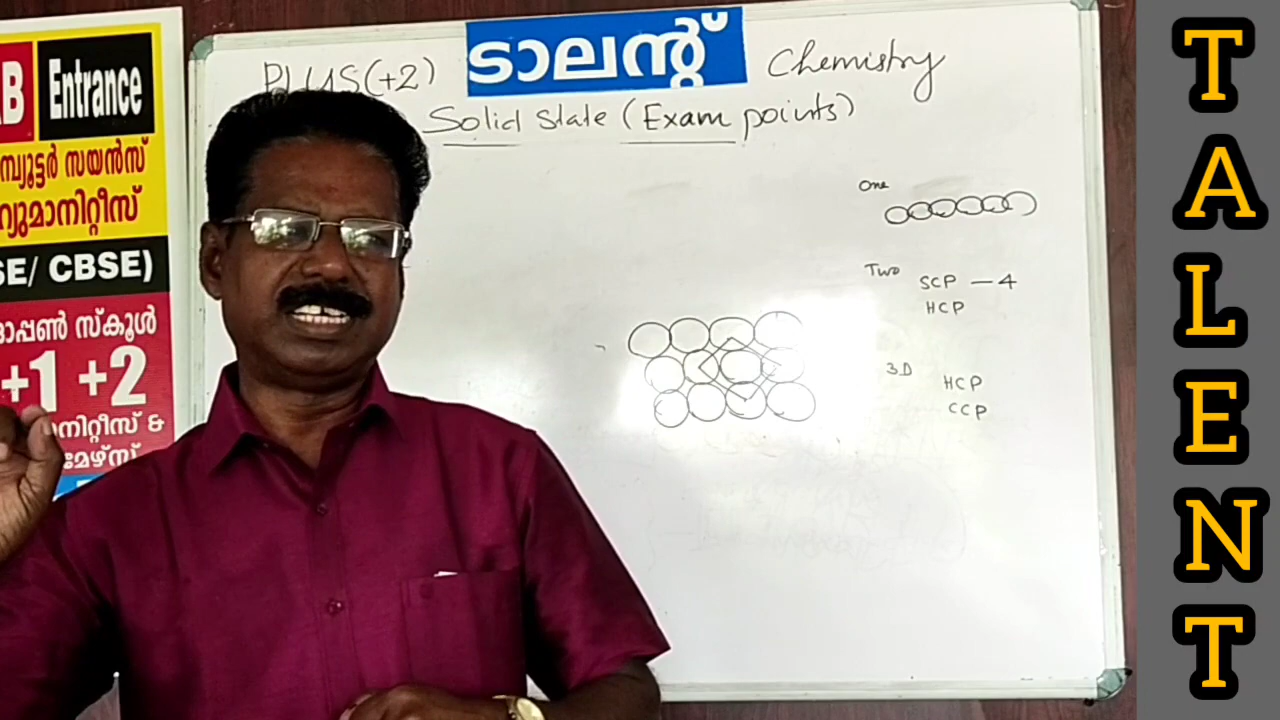 B Entrance
മ്പ്യൂട്ടർ സയൻസ്
ഹ്യുമാനിറ്റീസ്
SE/ CBSE)
ഓപ്പൺ സ്കൂൾ
+1 +2
മാനിറ്റീസ് &
മേഴ്സ്
PLUS(+2) ടാലന്റ് Chemistry
Solid State (Exam points)
One
Two SCP — 4
HCP
3D HCP
CCP
TALENT